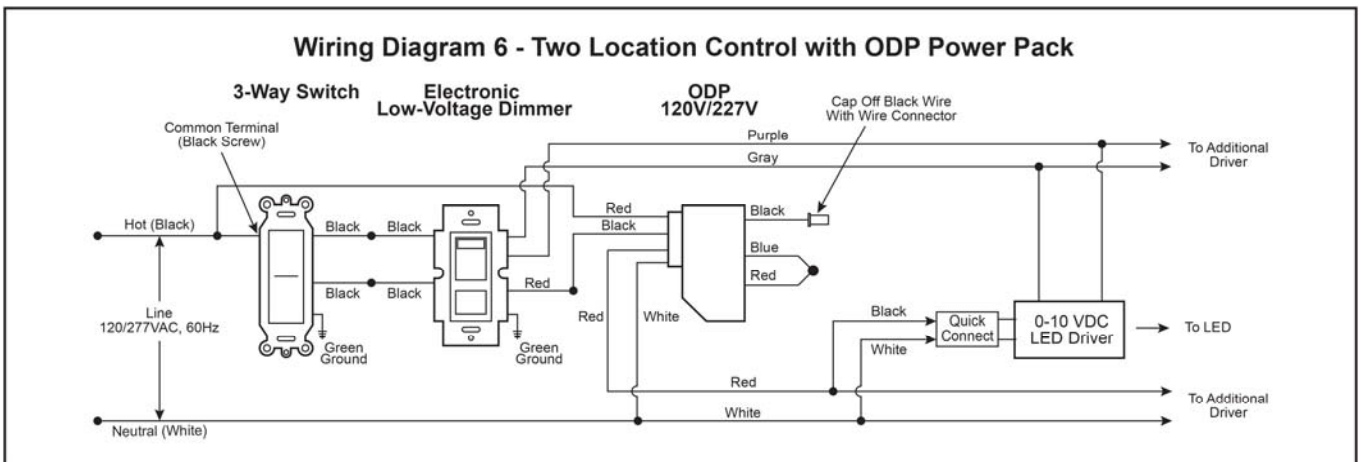 Wiring Diagram 6 - Two Location Control with ODP Power Pack
3-Way Switch
Electronic
Low-Voltage Dimmer
ODP
120V/227V
Cap Off Black Wire
With Wire Connector
Common Terminal
(Black Screw)
Purple
Gray
To Additional
Driver
Hot (Black)
Black
Black
Red
Black
Black
Blue
Red
Black
Black
Red
Line
120/277VAC, 60Hz
Green
Ground
Green
Ground
Red
White
Black
White
Quick
Connect
0-10 VDC
LED Driver
To LED
Red
White
To Additional
Driver
Neutral (White)